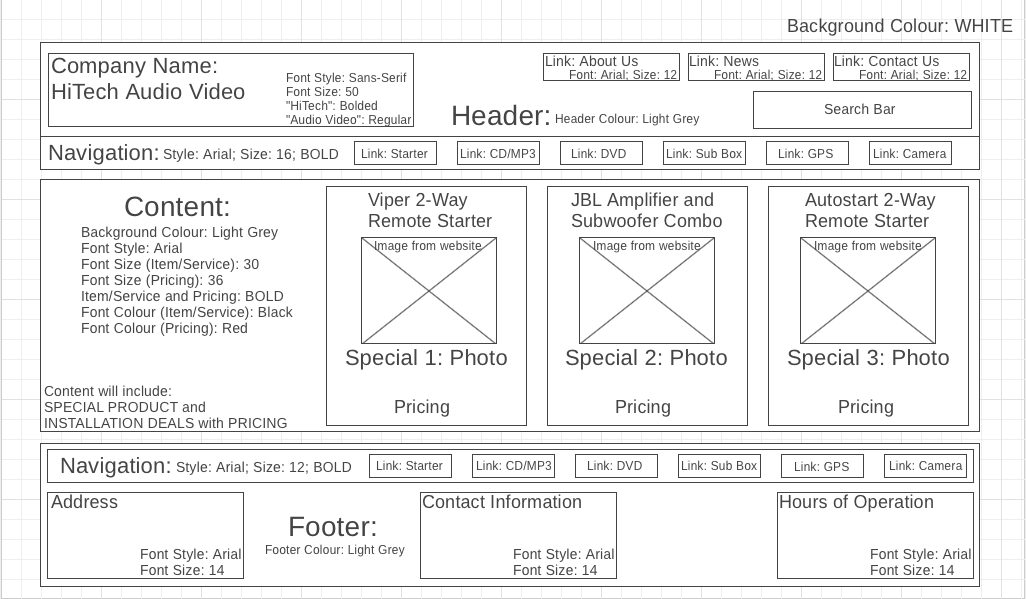 Background Colour: WHITE
Company Name:
HiTech Audio Video
Font Style: Sans-Serif
Font Size: 50
"HiTech": Bolded
"Audio Video": Regular
Link: About Us
Font: Arial; Size: 12
Link: News
Font: Arial; Size: 12
Link: Contact Us
Font: Arial; Size: 12
Header: Header Colour: Light Grey
Search Bar
Navigation: Style: Arial; Size: 16; BOLD
Link: Starter
Link: CD/MP3
Link: DVD
Link: Sub Box
Link: GPS
Link: Camera
Content:
Background Colour: Light Grey
Font Style: Arial
Font Size (Item/Service): 30
Font Size (Pricing): 36
Item/Service and Pricing: BOLD
Font Colour (Item/Service): Black
Font Colour (Pricing): Red
Content will include:
SPECIAL PRODUCT and
INSTALLATION DEALS with PRICING
Viper 2-Way
Remote Starter
Image from website
Special 1: Photo
Pricing
JBL Amplifier and
Subwoofer Combo
Image from website
Special 2: Photo
Pricing
Autostart 2-Way
Remote Starter
Image from website
Special 3: Photo
Pricing
Navigation: Style: Arial; Size: 12; BOLD
Link: Starter
Link: CD/MP3
Link: DVD
Link: Sub Box
Link: GPS
Link: Camera
Address
Font Style: Arial
Font Size: 14
Footer:
Footer Colour: Light Grey
Contact Information
Font Style: Arial
Font Size: 14
Hours of Operation
Font Style: Arial
Font Size: 14